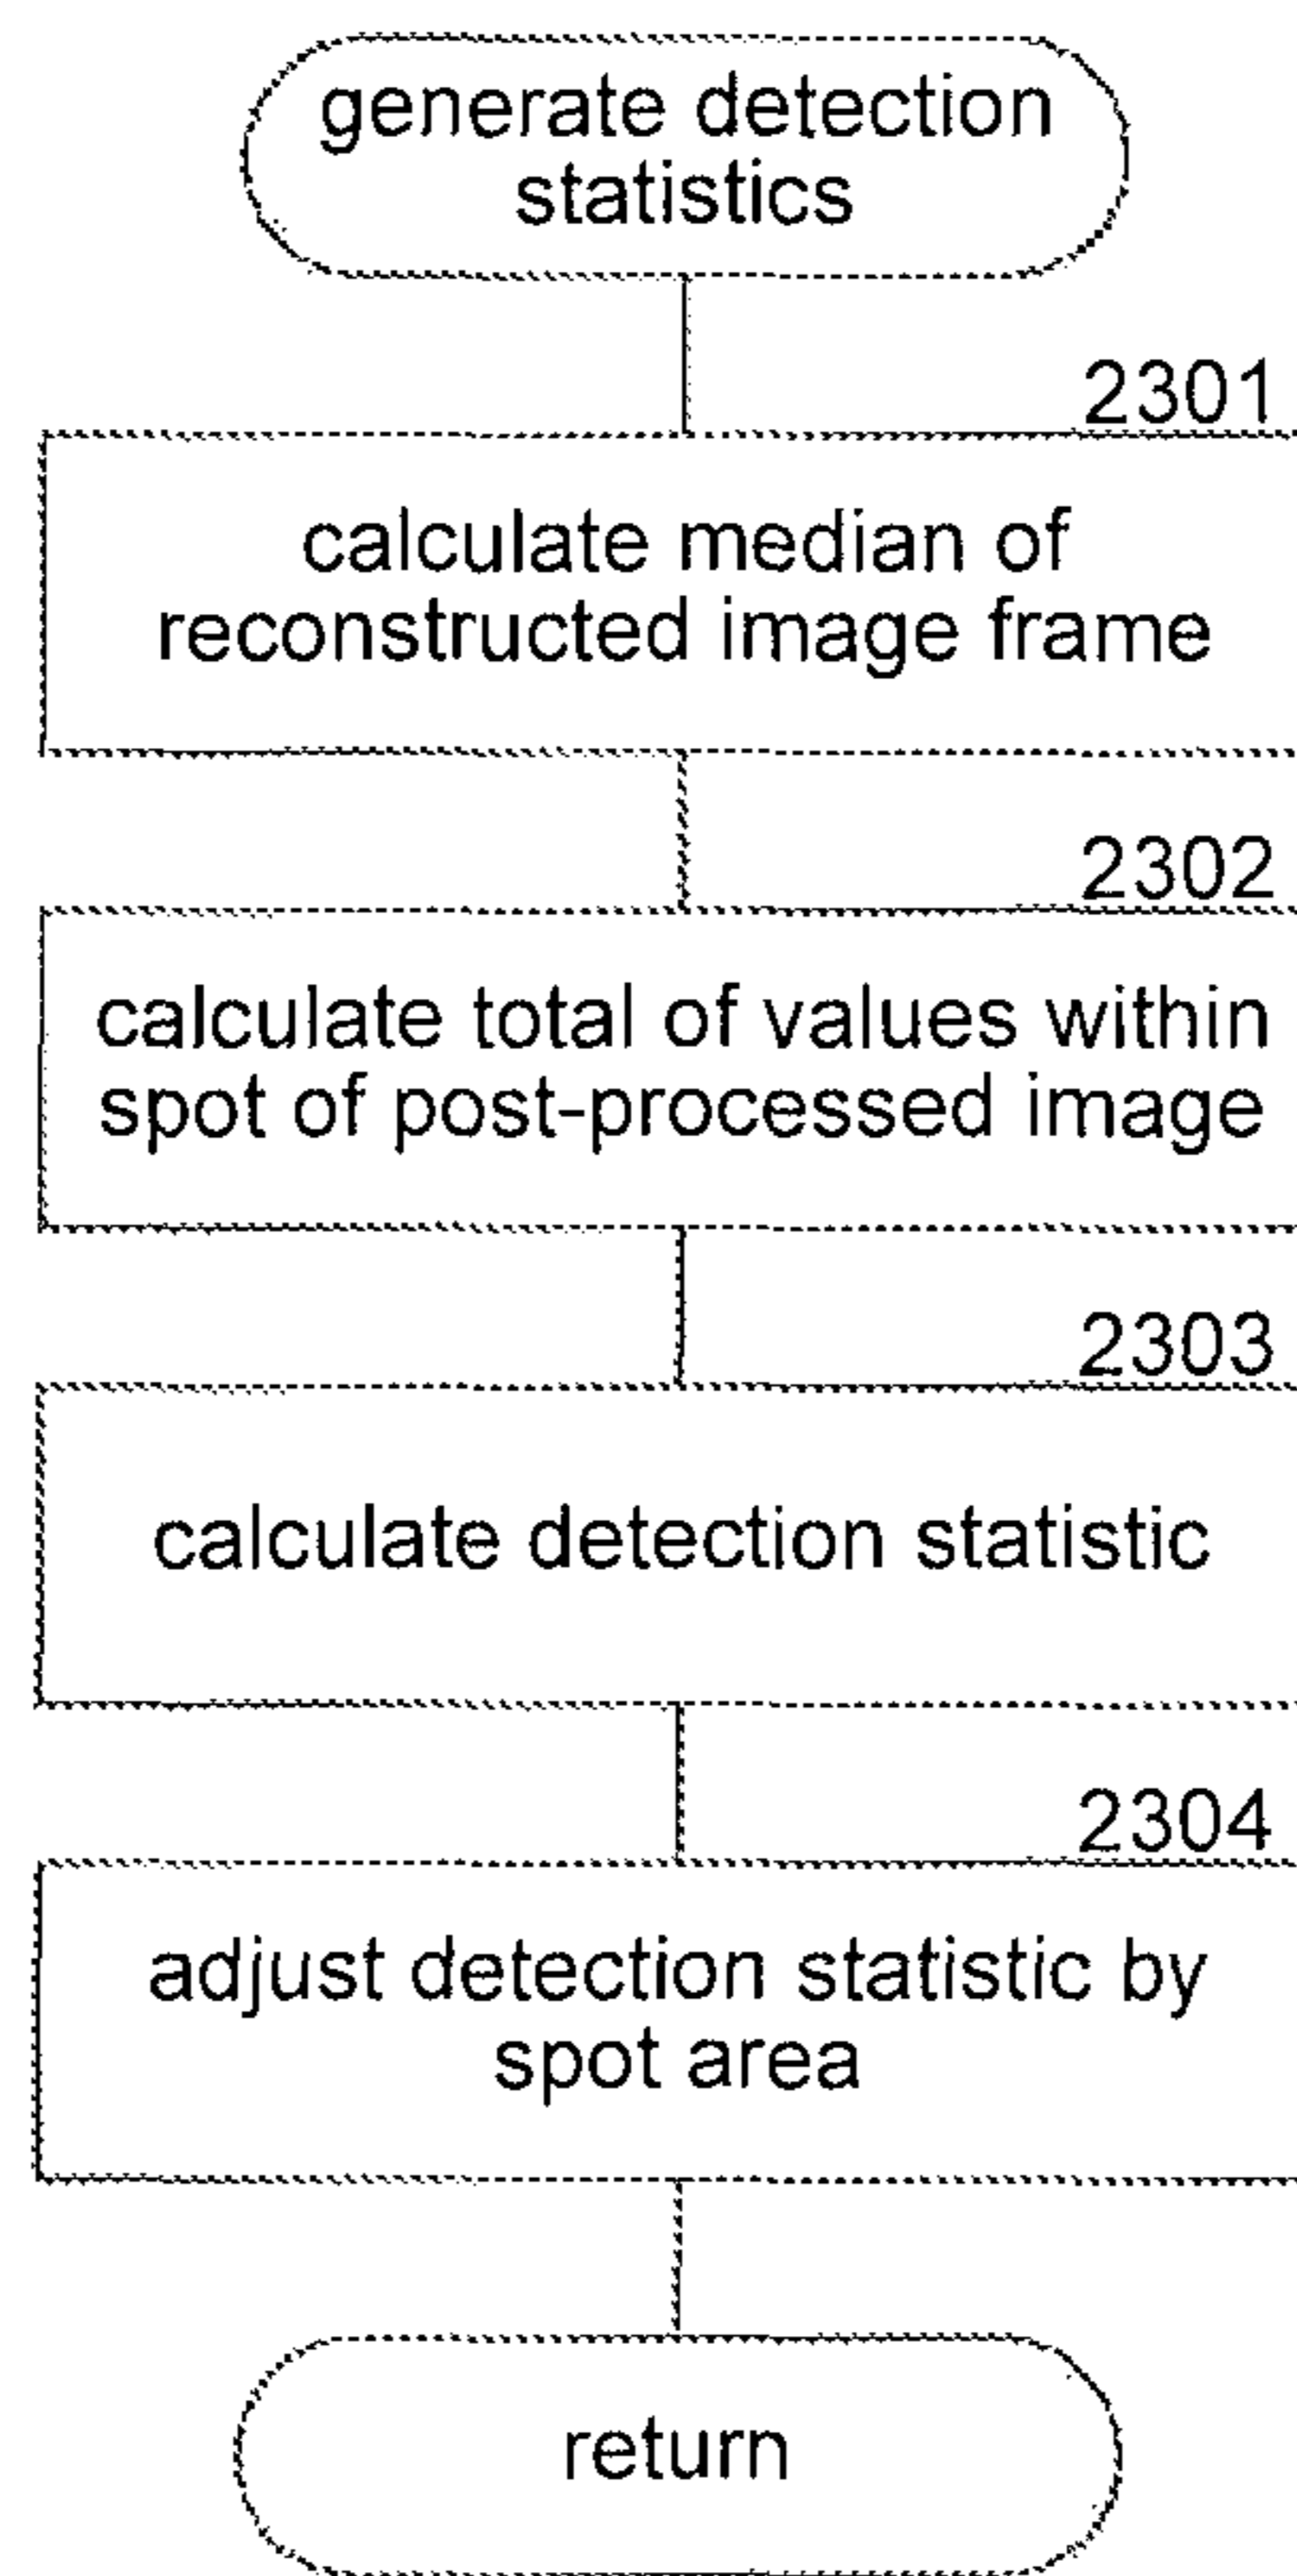 generate detection
statistics
2301
calculate median of
reconstructed image frame
2302
calculate total of values within
spot of post-processed image
2303
calculate detection statistic
2304
adjust detection statistic by
spot area
return